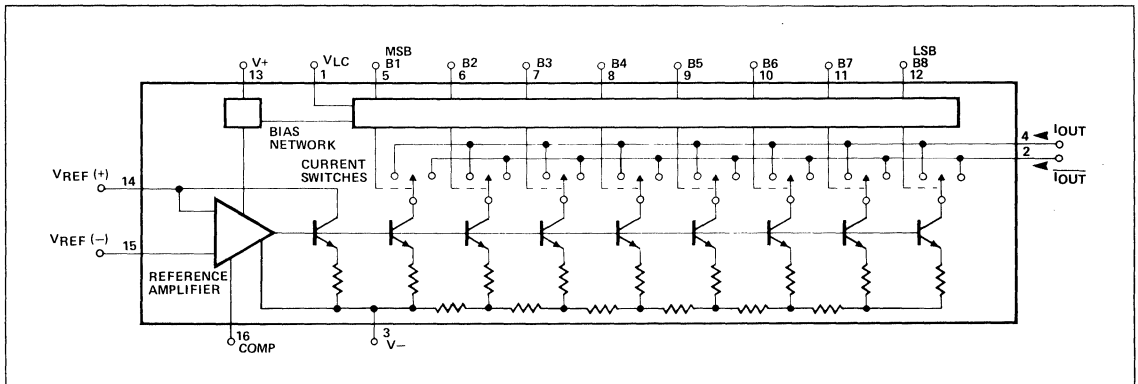 MSB LSB
V+ VLC B1 B2 B3 B4 B5 B6 B7 B8
13 1 5 6 7 8 9 10 11 12
BIAS
NETWORK
4 IOUT
CURRENT
SWITCHES
2 IOUT
VREF (+) 14
VREF (−) 15
REFERENCE
AMPLIFIER
16
COMP
3
V−